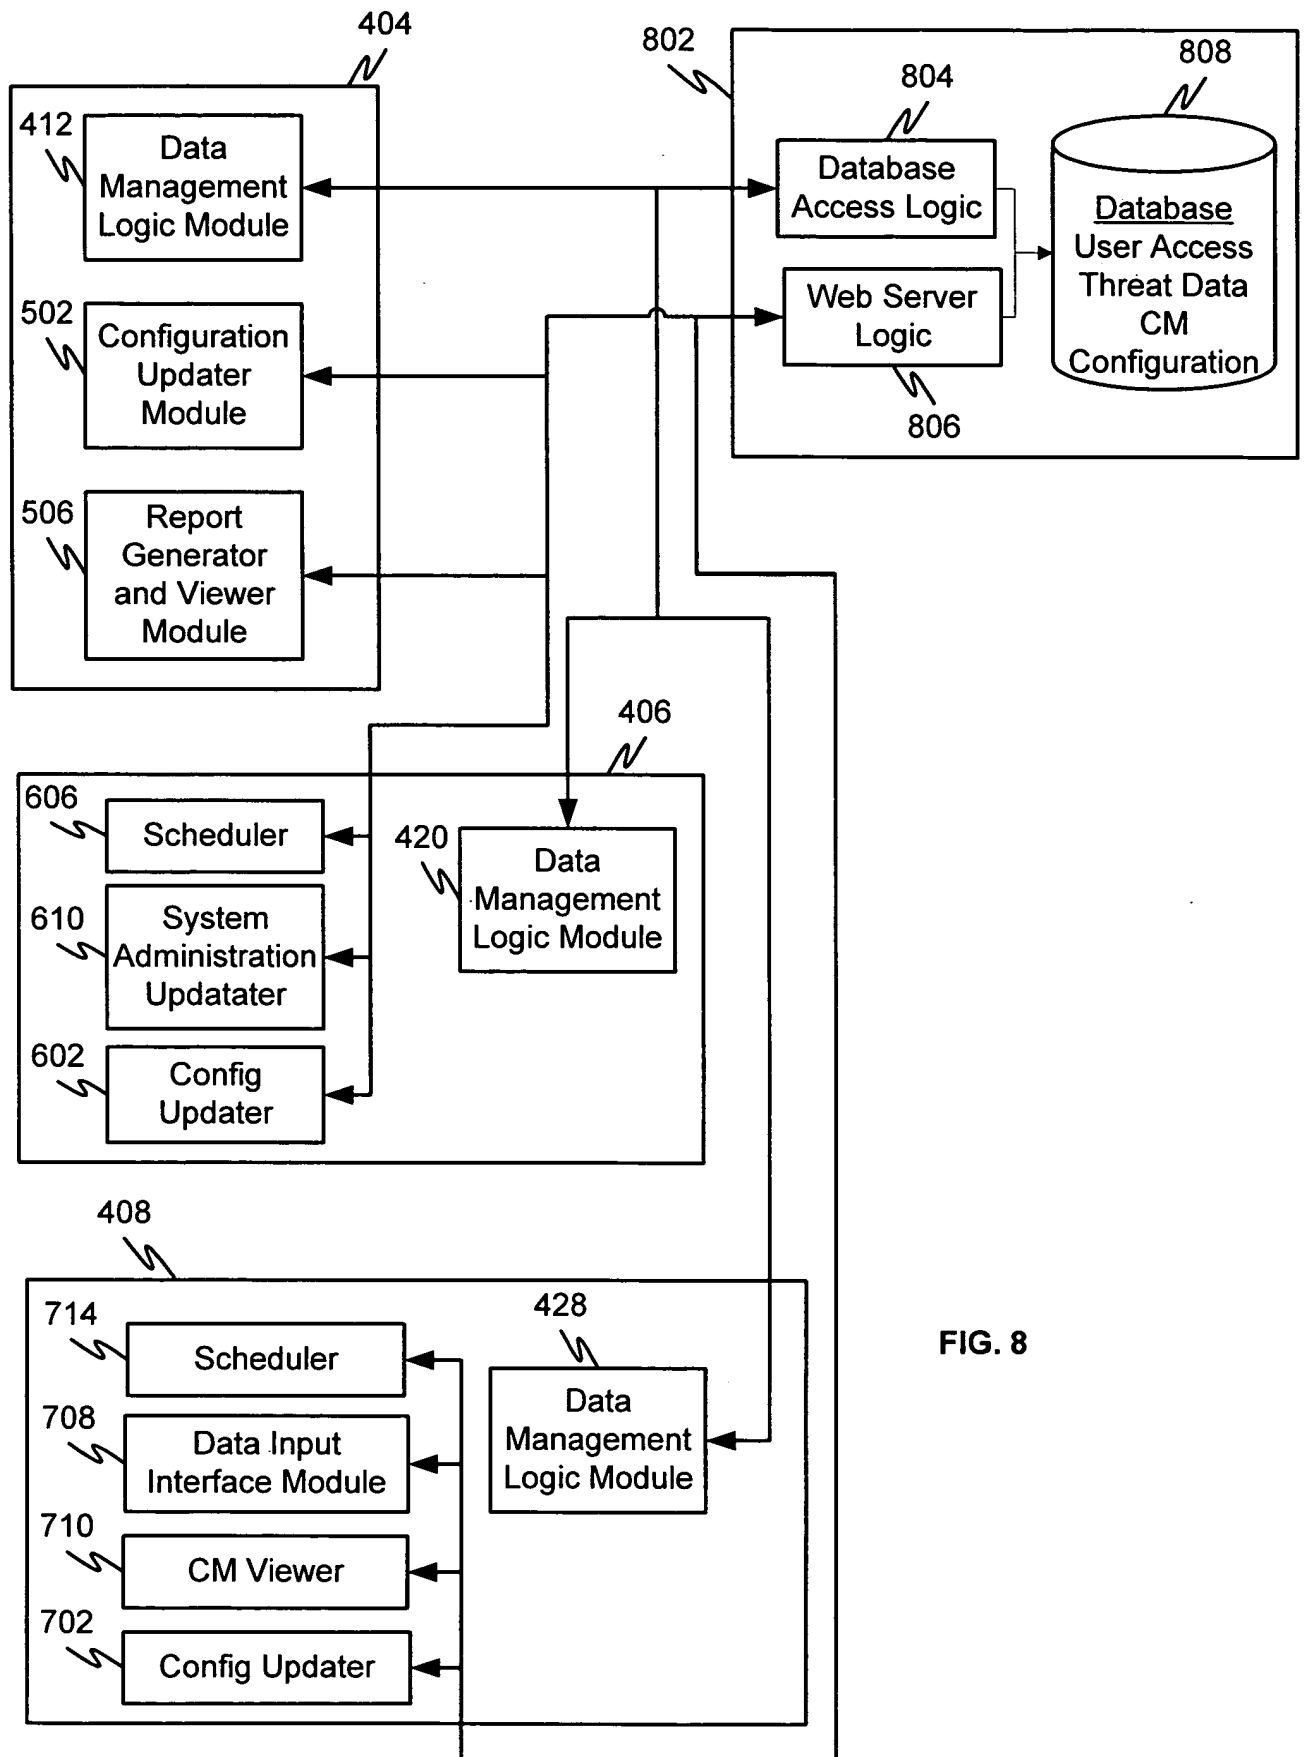 404
412
Data
Management
Logic Module
502
Configuration
Updater
Module
506
Report
Generator
and Viewer
Module
802
804
Database
Access Logic
808
Database
User Access
Threat Data
CM
Configuration
Web Server
Logic
806
406
606
Scheduler
610
System
Administration
Updatater
602
Config
Updater
420
Data
Management
Logic Module
408
714
Scheduler
708
Data Input
Interface Module
710
CM Viewer
702
Config Updater
428
Data
Management
Logic Module
FIG. 8